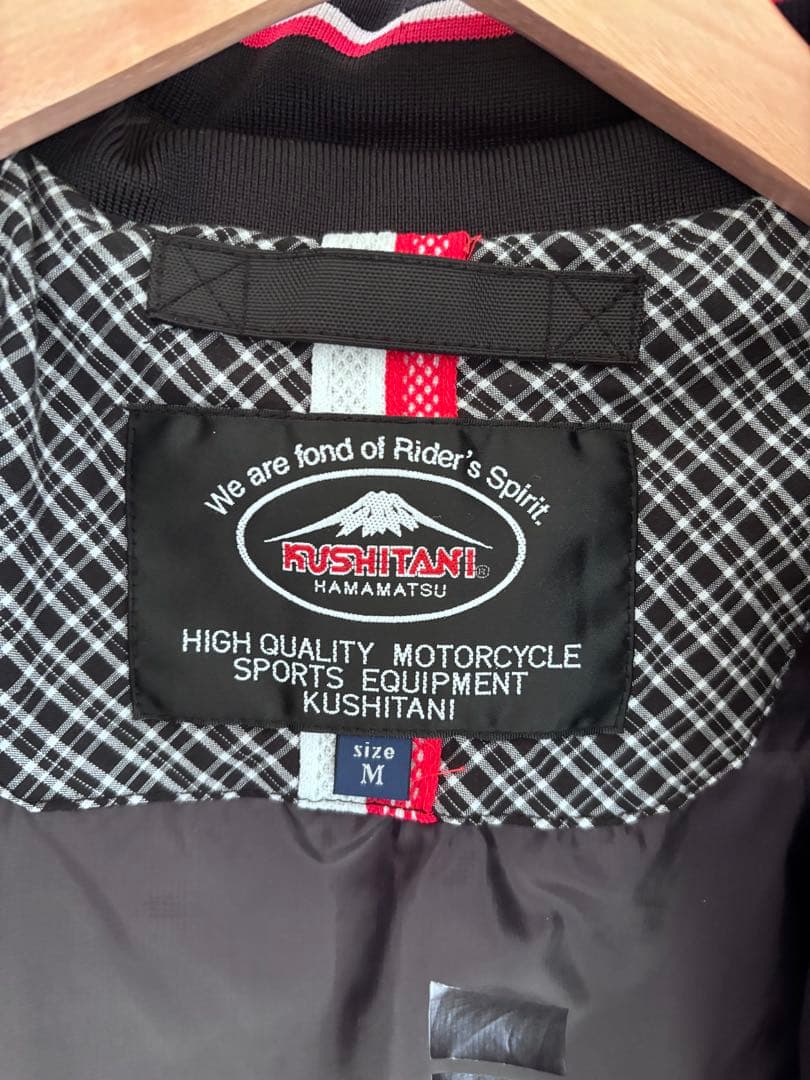 We are fond of Rider's Spirit.
KUSHITANI®
HAMAMATSU
HIGH QUALITY MOTORCYCLE
SPORTS EQUIPMENT
KUSHITANI
size
M